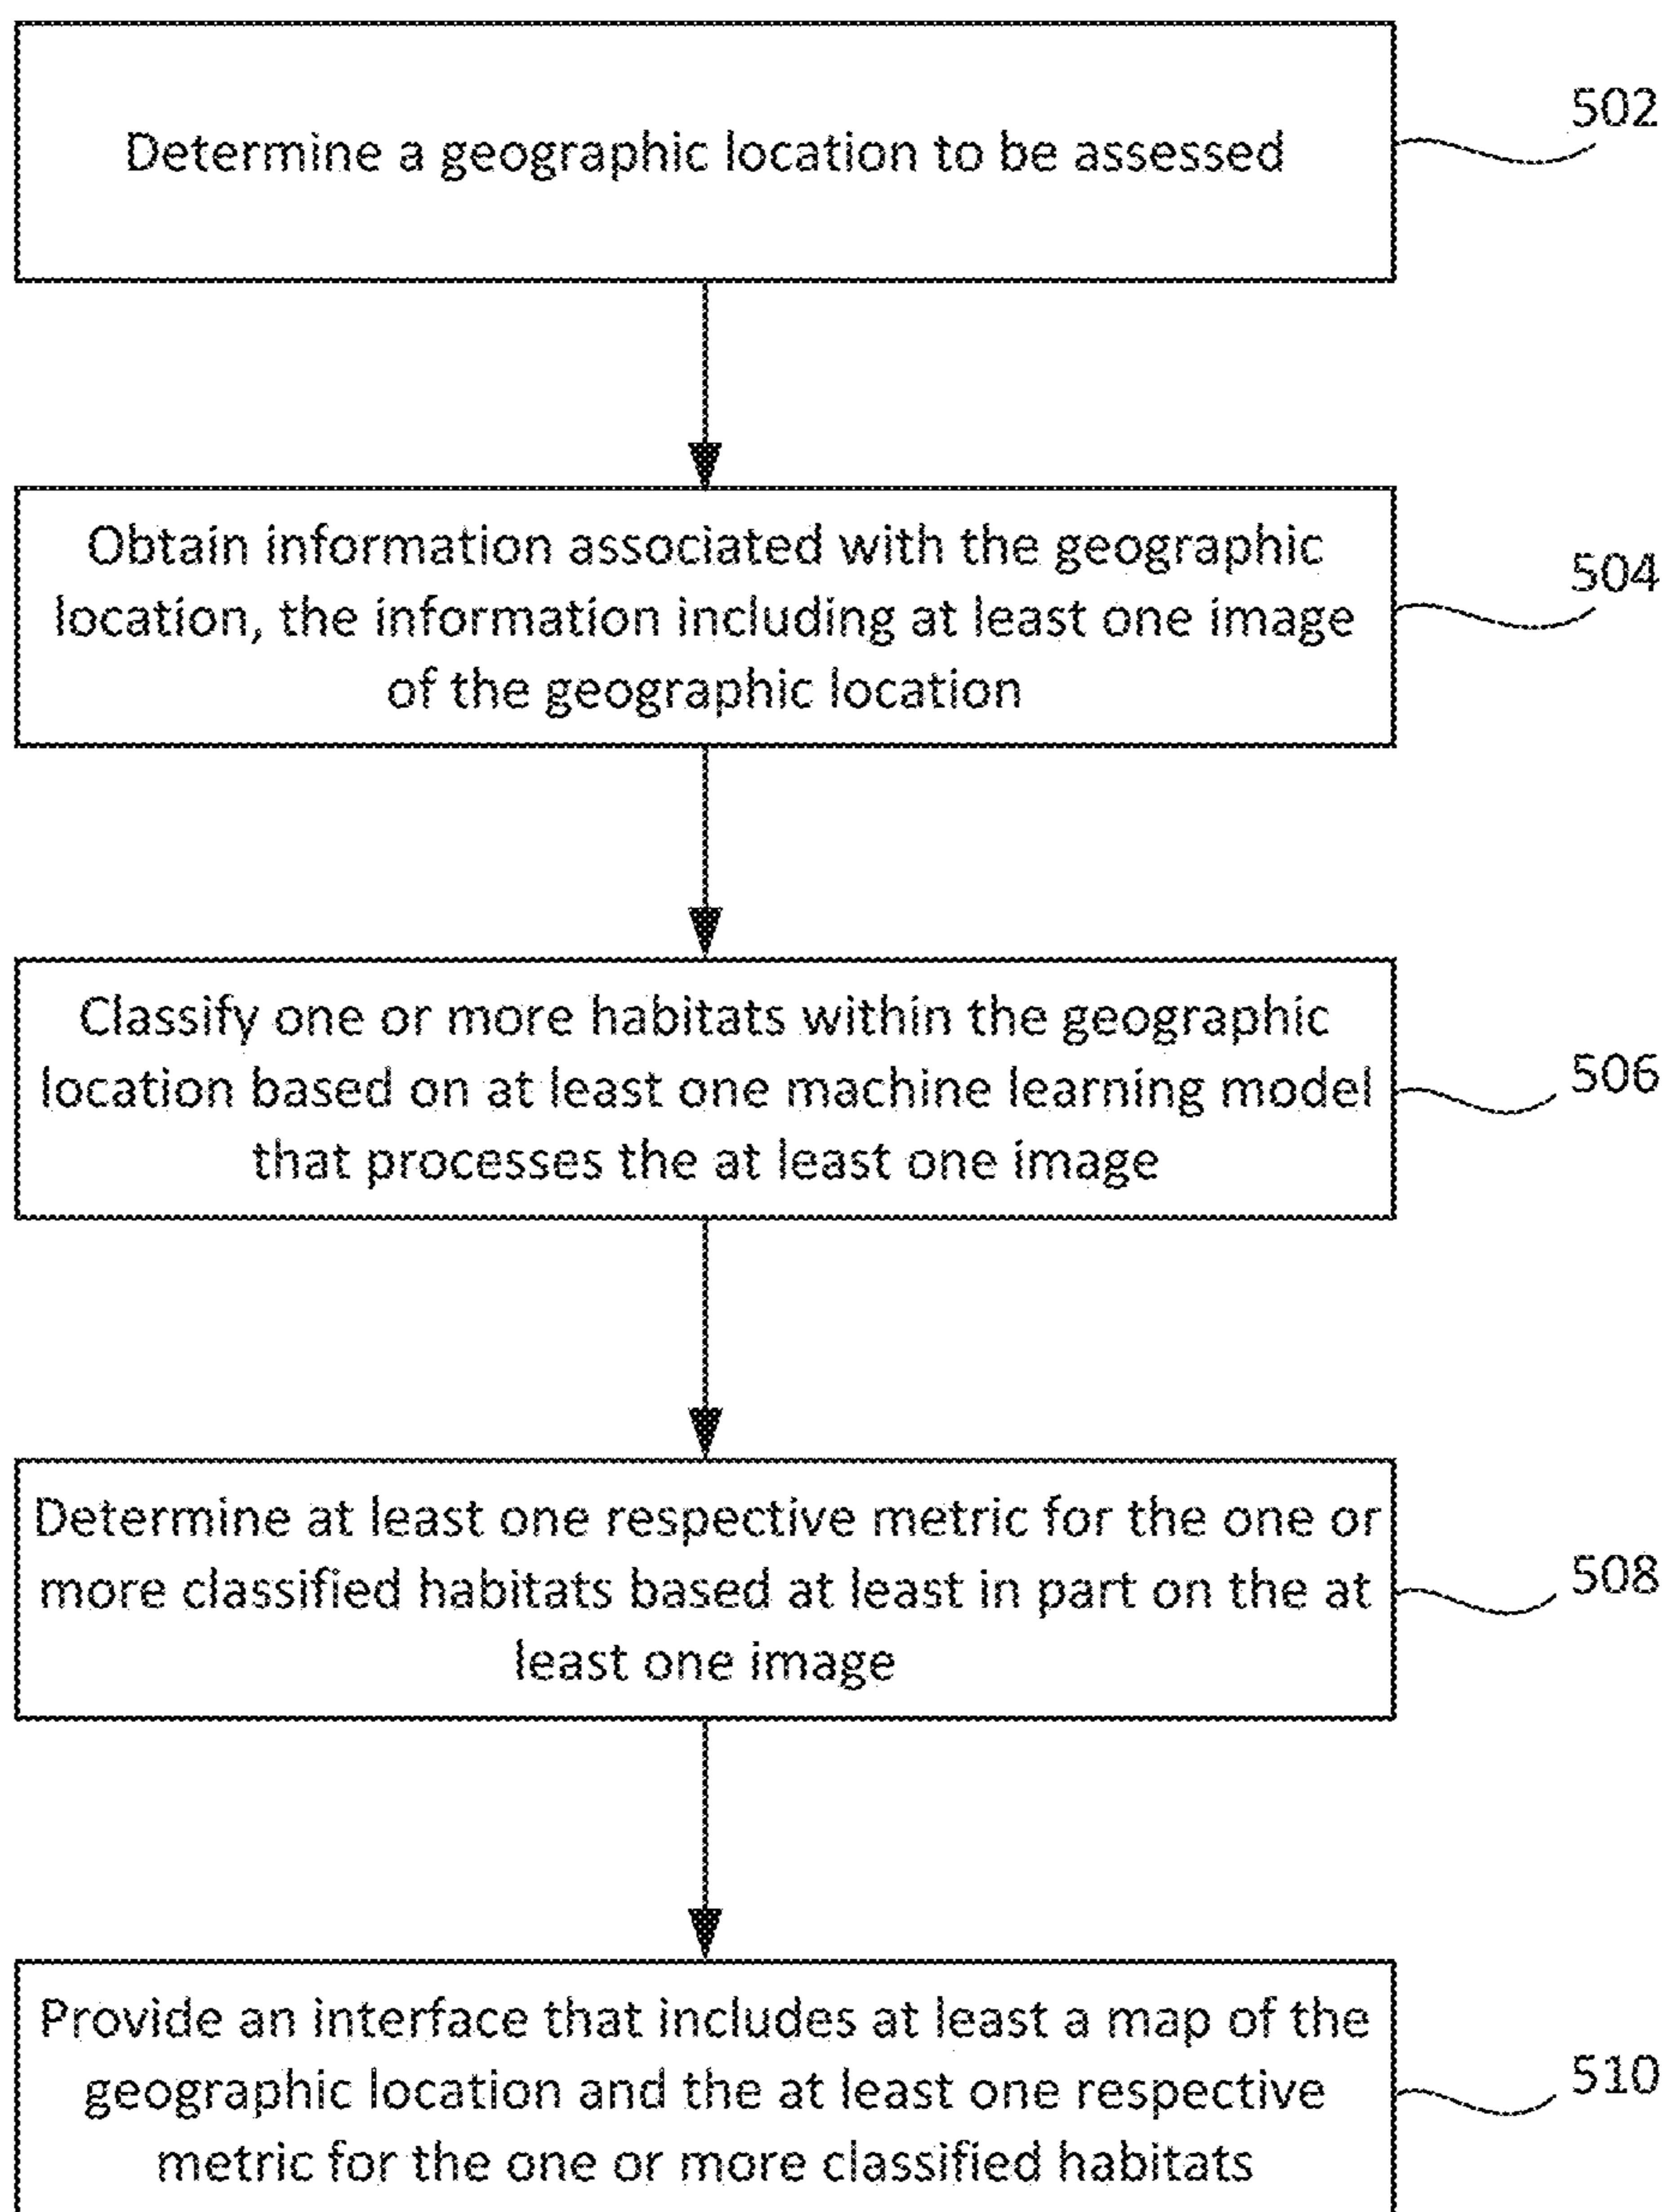 Determine a geographic location to be assessed
502
Obtain information associated with the geographic
location, the information including at least one image
of the geographic location
504
Classify one or more habitats within the geographic
location based on at least one machine learning model
that processes the at least one image
506
Determine at least one respective metric for the one or
more classified habitats based at least in part on the at
least one image
508
Provide an interface that includes at least a map of the
geographic location and the at least one respective
metric for the one or more classified habitats
510